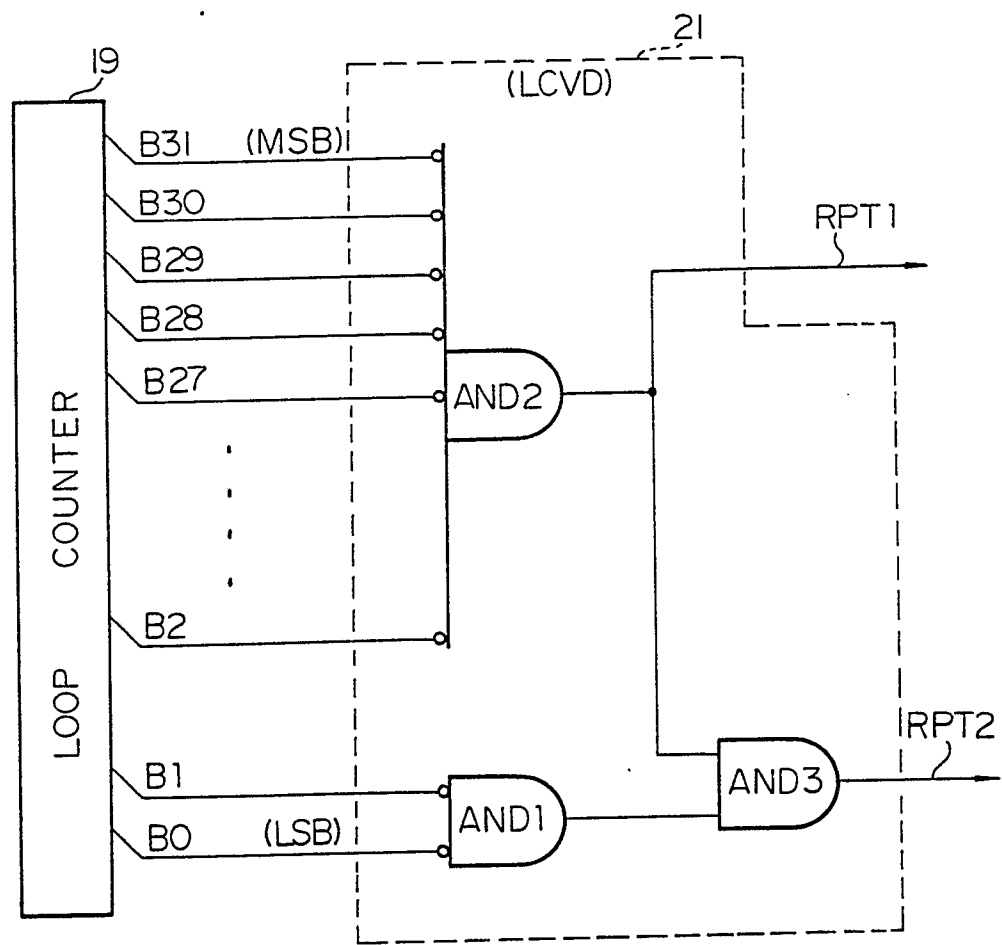 21
19
(LCVD)
B31 (MSB)
B30
RPT1
B29
B28
B27
AND2
LOOP COUNTER
B2
RPT2
B1
AND3
B0 (LSB)
AND1